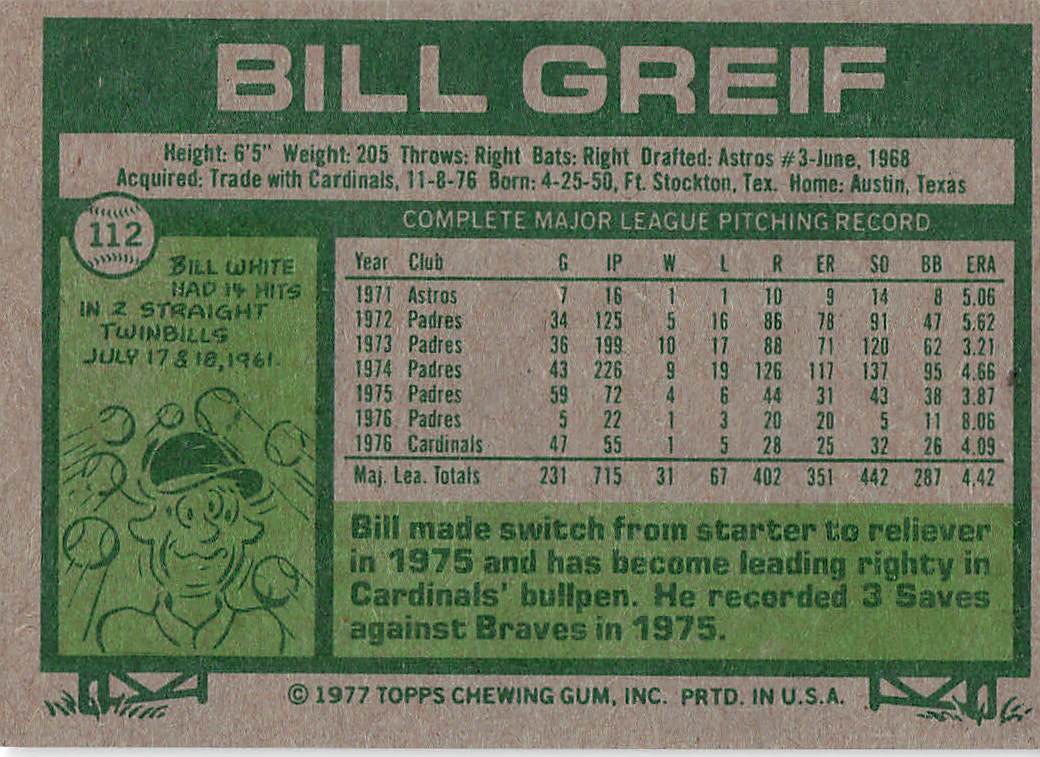 BILL GREIF
Height: 6'5" Weight: 205 Throws: Right Bats: Right Drafted: Astros #3-June, 1968
Acquired: Trade with Cardinals, 11-8-76 Born: 4-25-50, Ft. Stockton, Tex. Home: Austin, Texas
112
BILL WHITE
HAD 14 HITS
IN 2 STRAIGHT
TWINBILLS
JULY 17 & 18, 1961.
COMPLETE MAJOR LEAGUE PITCHING RECORD
Year Club G IP W L R ER SO BB ERA
1971 Astros 7 16 1 1 10 9 14 8 5.06
1972 Padres 34 125 5 16 86 78 91 47 5.62
1973 Padres 36 199 10 17 88 71 120 62 3.21
1974 Padres 43 226 9 19 126 117 137 95 4.66
1975 Padres 59 72 4 6 44 31 43 38 3.87
1976 Padres 5 22 1 3 20 20 5 11 8.06
1976 Cardinals 47 55 1 5 28 25 32 26 4.09
Maj. Lea. Totals 231 715 31 67 402 351 442 287 4.42
Bill made switch from starter to reliever
in 1975 and has become leading righty in
Cardinals' bullpen. He recorded 3 Saves
against Braves in 1975.
© 1977 TOPPS CHEWING GUM, INC. PRTD. IN U.S.A.